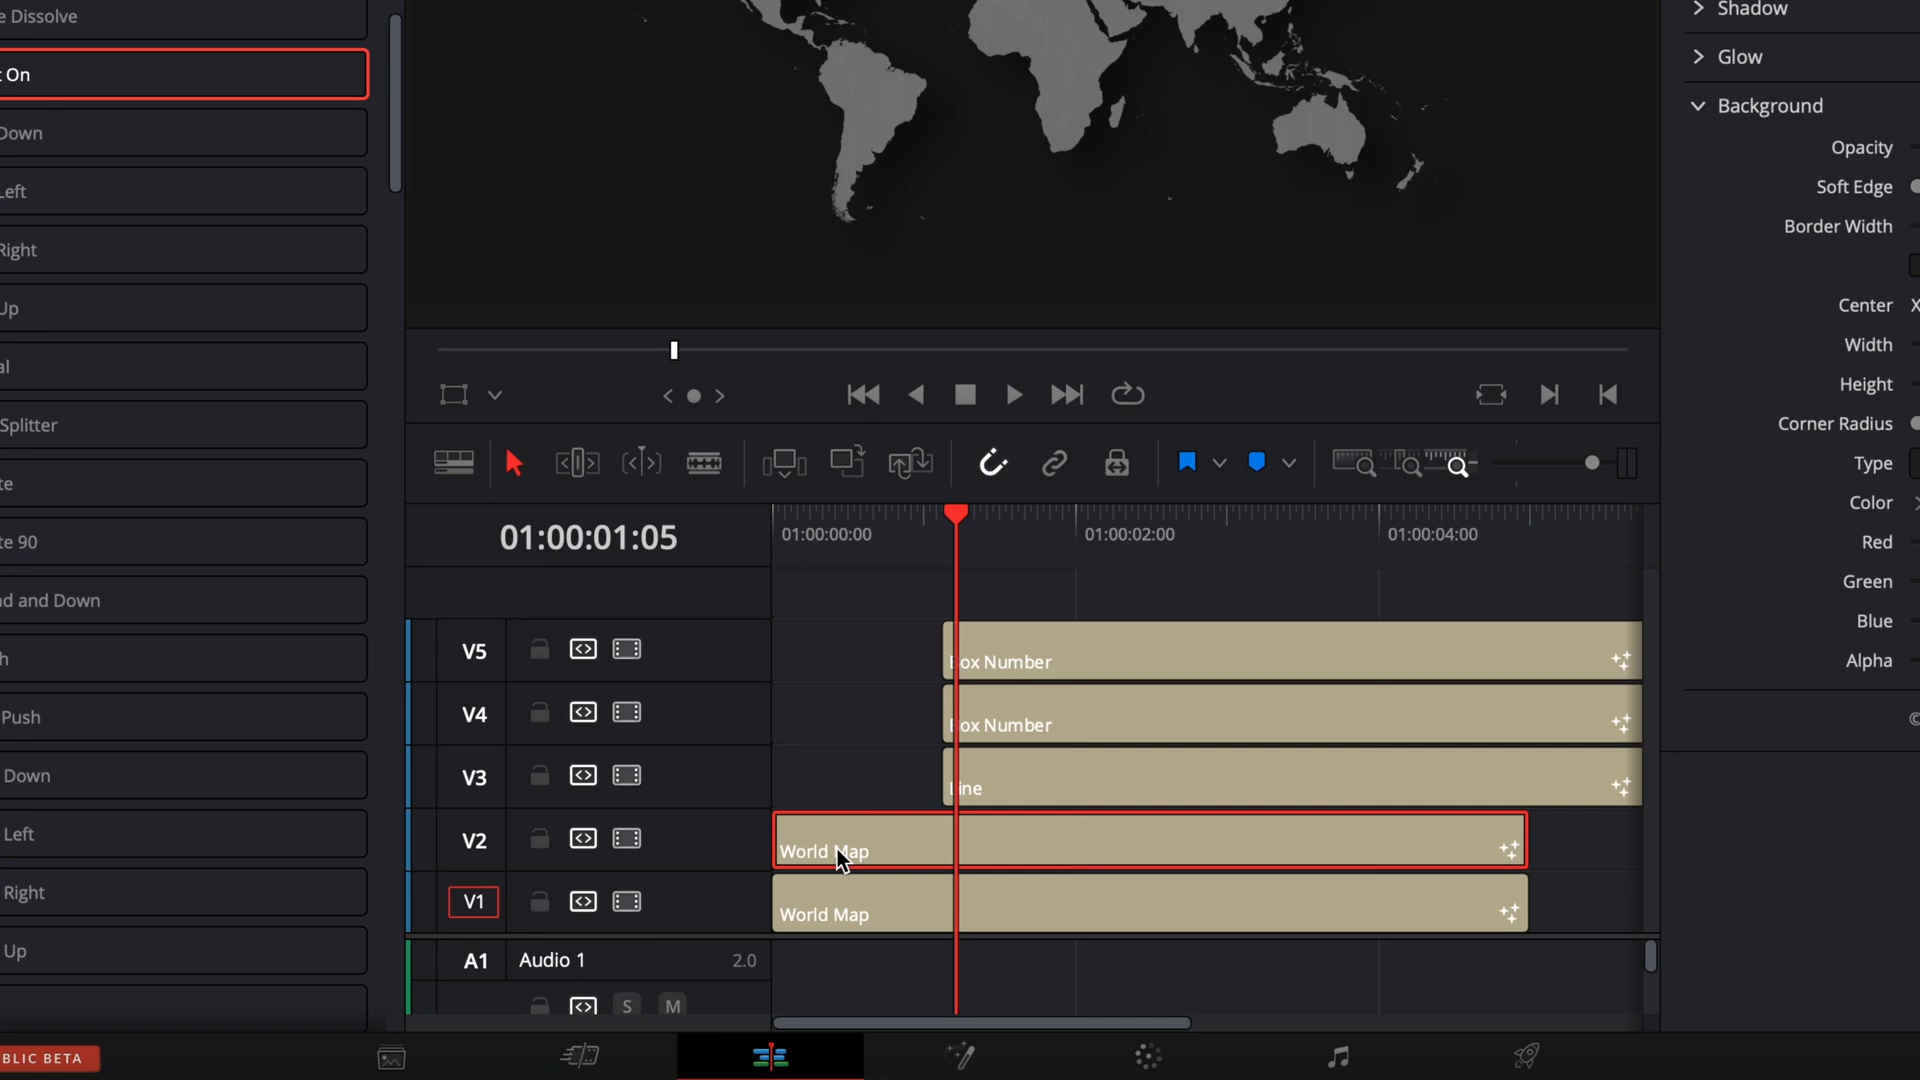 e Dissolve
t On
Down
Left
Right
Up
al
Splitter
te
te 90
nd and Down
h
Push
Down
Left
Right
Up
BLIC BETA
01:00:01:05
01:00:00:00
01:00:02:00
01:00:04:00
V5
Box Number
V4
Box Number
V3
Line
V2
World Map
V1
World Map
A1
Audio 1
2.0
S
M
Shadow
Glow
Background
Opacity
Soft Edge
Border Width
Center
X
Width
Height
Corner Radius
Type
Color
Red
Green
Blue
Alpha